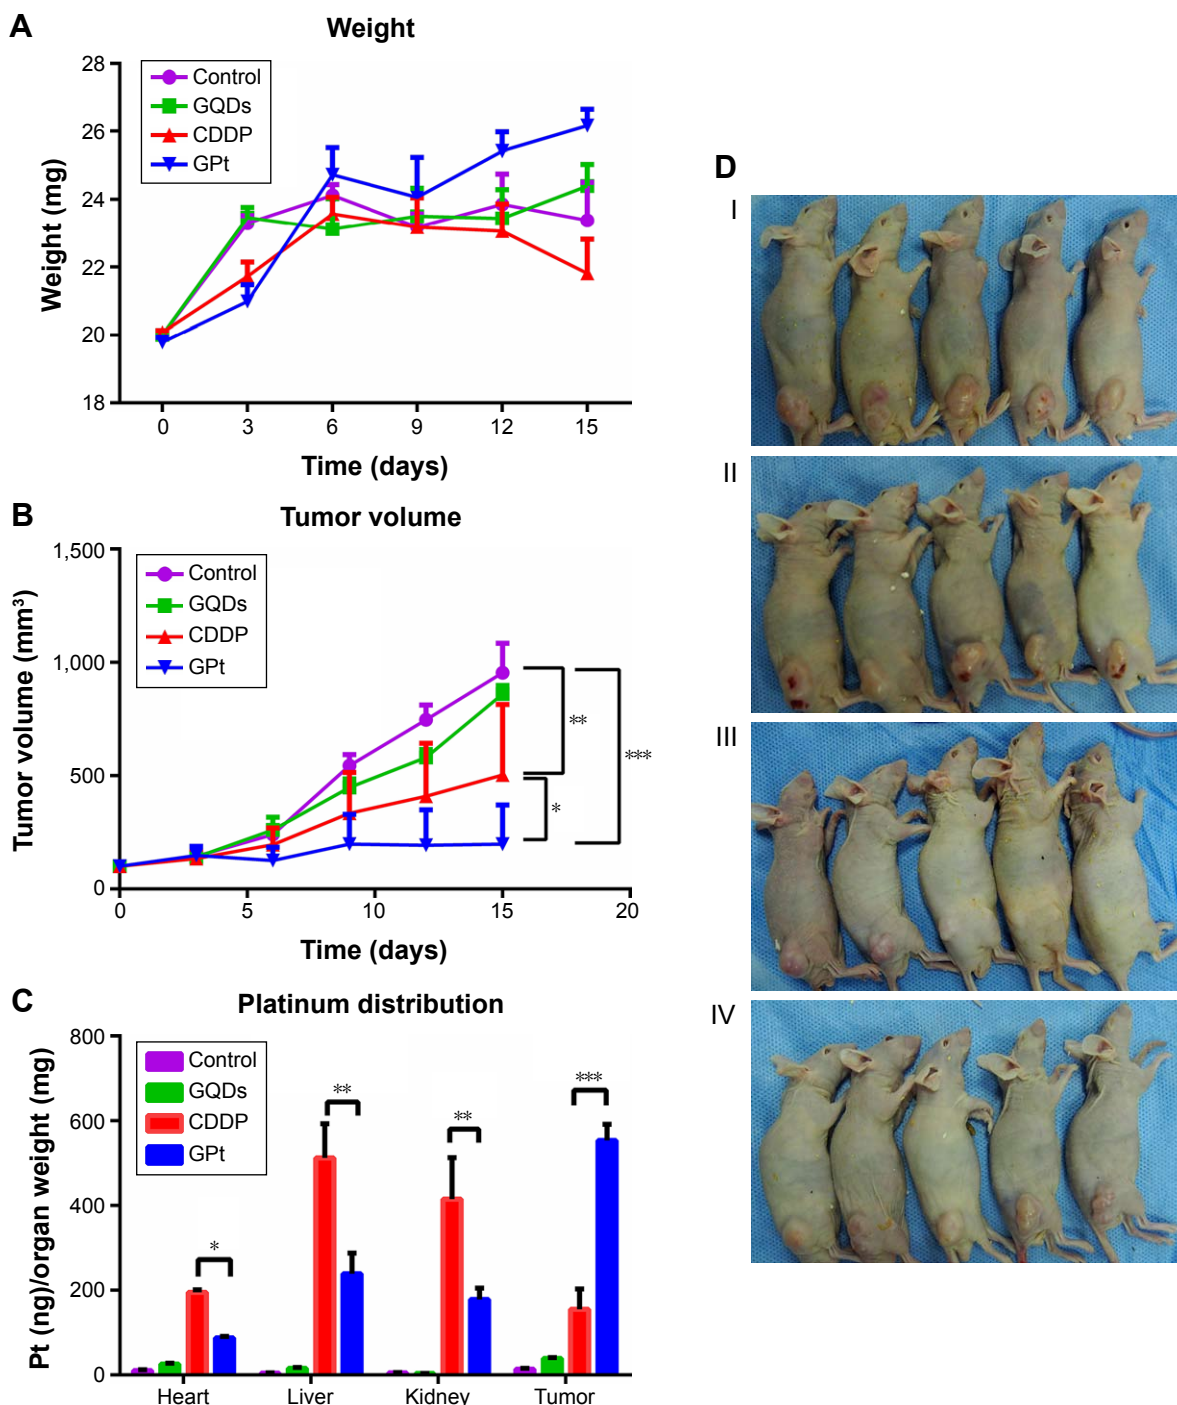 A
Weight
Weight (mg)
28
26
24
22
20
18
Control
GQDs
CDDP
GPt
0 3 6 9 12 15
Time (days)
B
Tumor volume
Tumor volume (mm³)
1,500
1,000
500
0
Control
GQDs
CDDP
GPt
**
***
*
0 5 10 15 20
Time (days)
C
Platinum distribution
Pt (ng)/organ weight (mg)
800
600
400
200
0
Control
GQDs
CDDP
GPt
*
**
**
***
Heart Liver Kidney Tumor
D
I
II
III
IV